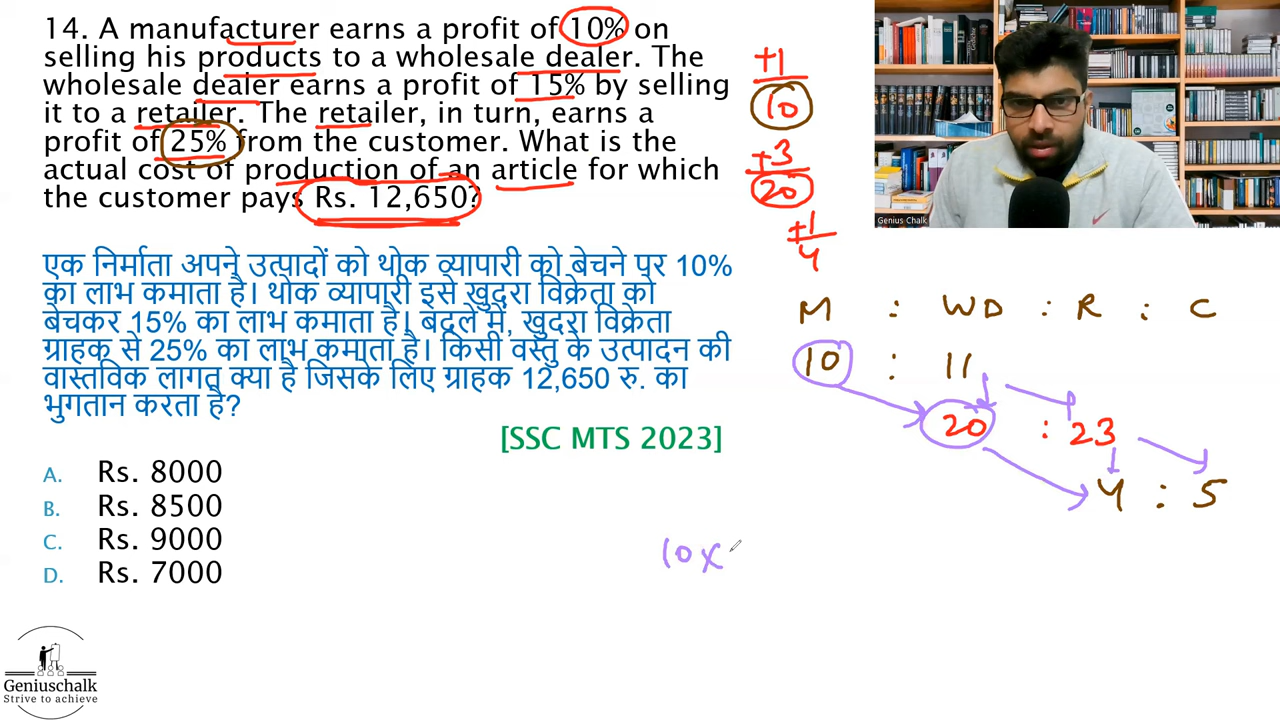 14. A manufacturer earns a profit of 10% on
selling his products to a wholesale dealer. The
wholesale dealer earns a profit of 15% by selling
it to a retailer. The retailer, in turn, earns a
profit of 25% from the customer. What is the
actual cost of production of an article for which
the customer pays Rs. 12,650?
एक निर्माता अपने उत्पादों को थोक व्यापारी को बेचने पर 10%
का लाभ कमाता है। थोक व्यापारी इसे खुदरा विक्रेता को
बेचकर 15% का लाभ कमाता है। बदले में, खुदरा विक्रेता
ग्राहक से 25% का लाभ कमाता है। किसी वस्तु के उत्पादन की
वास्तविक लागत क्या है जिसके लिए ग्राहक 12,650 रु. का
भुगतान करता है?
[SSC MTS 2023]
A. Rs. 8000
B. Rs. 8500
C. Rs. 9000
D. Rs. 7000
+1
10
+3
20
+1
4
Genius Chalk
M : WD : R : C
10 : 11
20 : 23
4 : 5
10 x
Geniuschalk
Strive to achieve